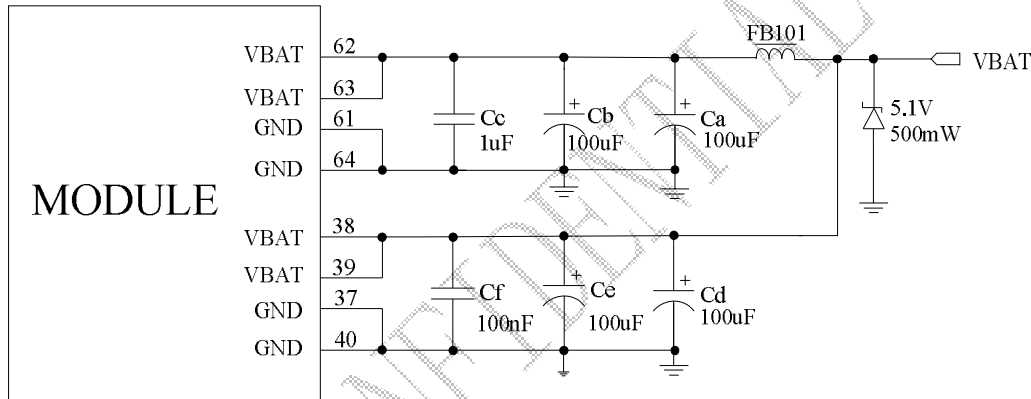 FB101
VBAT
62
VBAT
VBAT
63
5.1V
500mW
Cc
1uF
+
Cb
100uF
+
Ca
100uF
GND
61
GND
64
MODULE
VBAT
38
VBAT
39
Cf
100nF
+
Ce
100uF
+
Cd
100uF
GND
37
GND
40